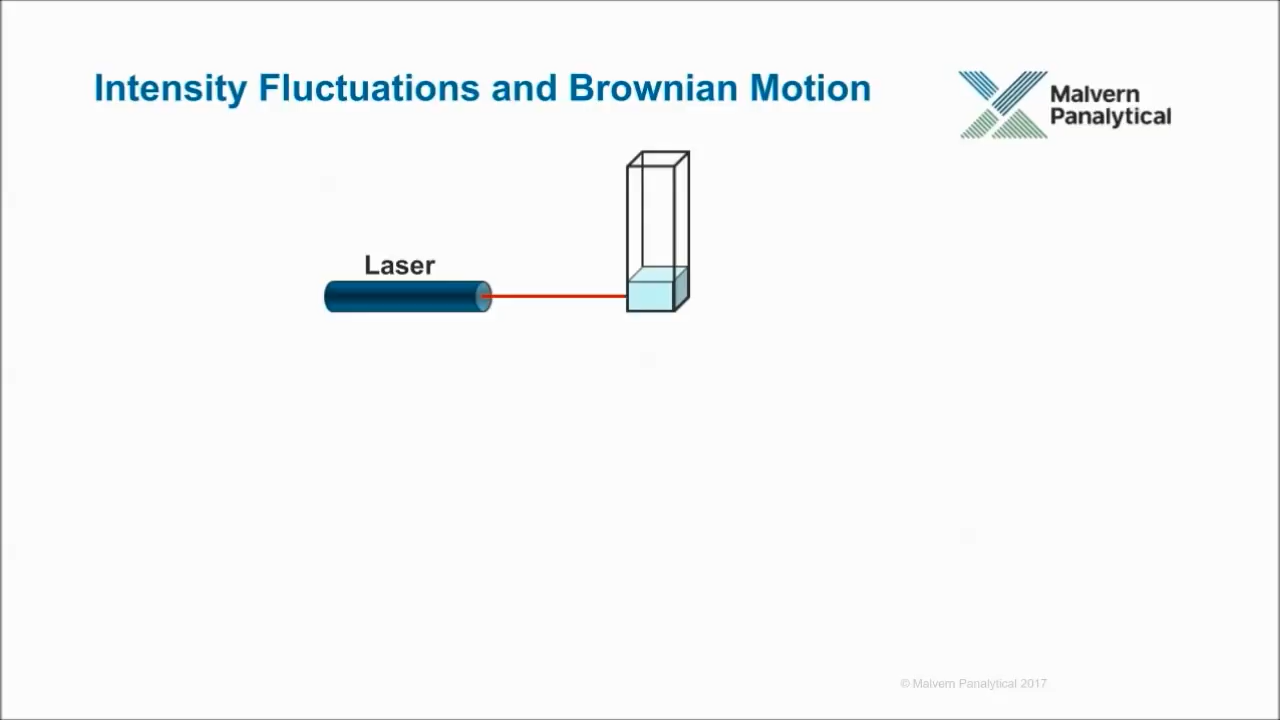 Intensity Fluctuations and Brownian Motion
Malvern
Panalytical
Laser
© Malvern Panalytical 2017